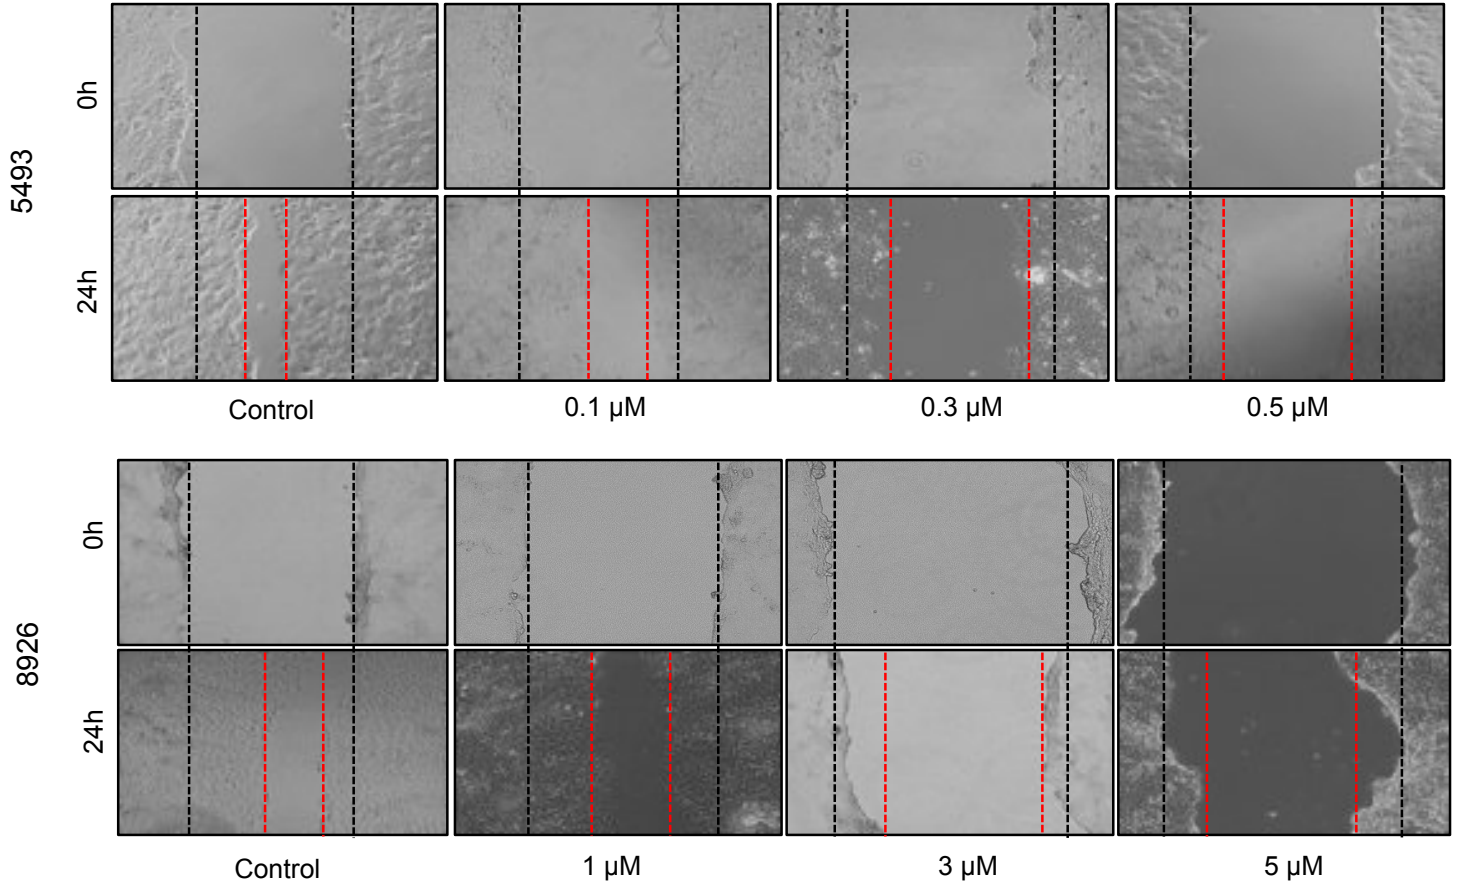 5493
0h
24h
Control
0.1 µM
0.3 µM
0.5 µM
8926
0h
24h
Control
1 µM
3 µM
5 µM